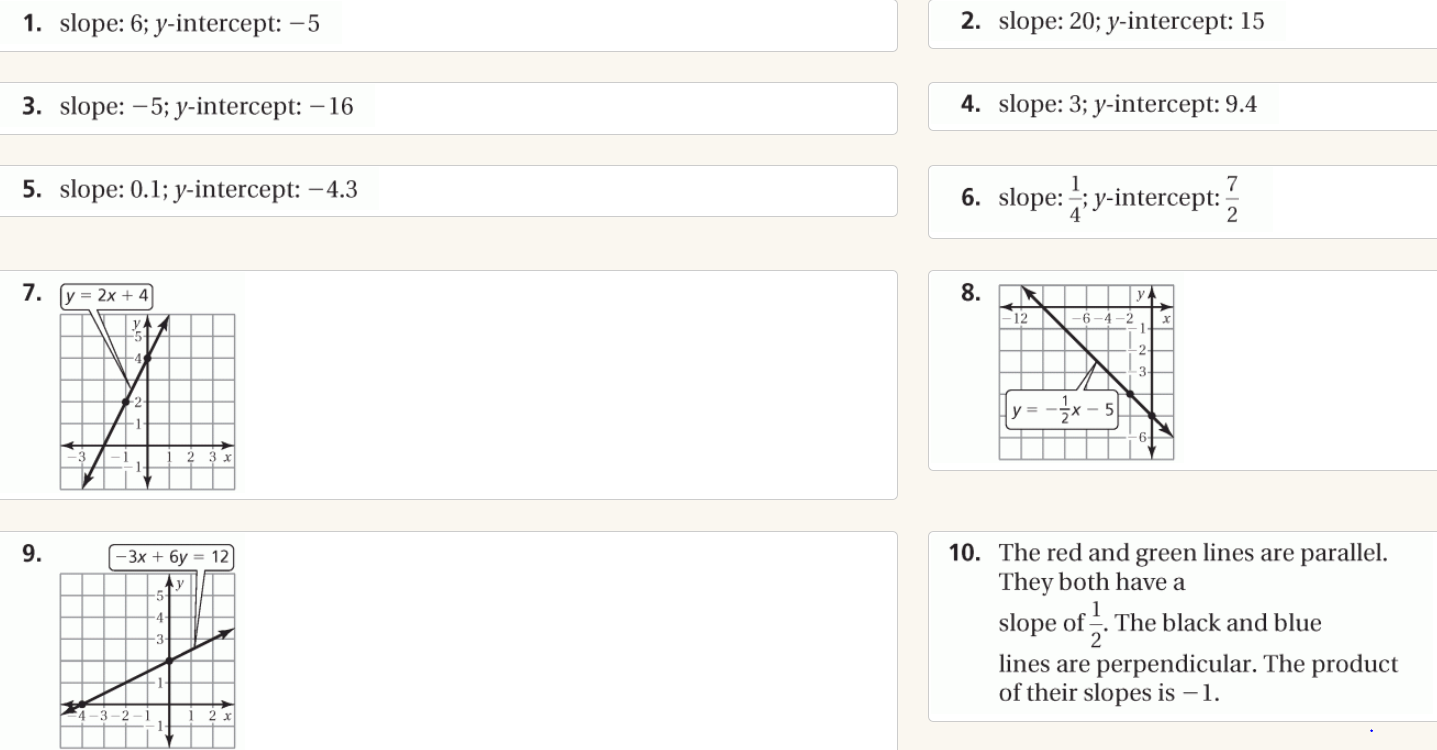 1. slope: 6; y-intercept: −5
2. slope: 20; y-intercept: 15
3. slope: −5; y-intercept: −16
4. slope: 3; y-intercept: 9.4
5. slope: 0.1; y-intercept: −4.3
6. slope: 1/4; y-intercept: 7/2
7. y = 2x + 4
y
5
4
2
1
−3 −1 1 2 3 x
−1
8. y
−12 −6 −4 −2 x
−1
−2
−3
y = −1/2x − 5
−6
9. −3x + 6y = 12
y
5
4
3
1
−4 −3 −2 −1 1 2 x
−1
10. The red and green lines are parallel.
They both have a
slope of 1/2. The black and blue
lines are perpendicular. The product
of their slopes is −1.